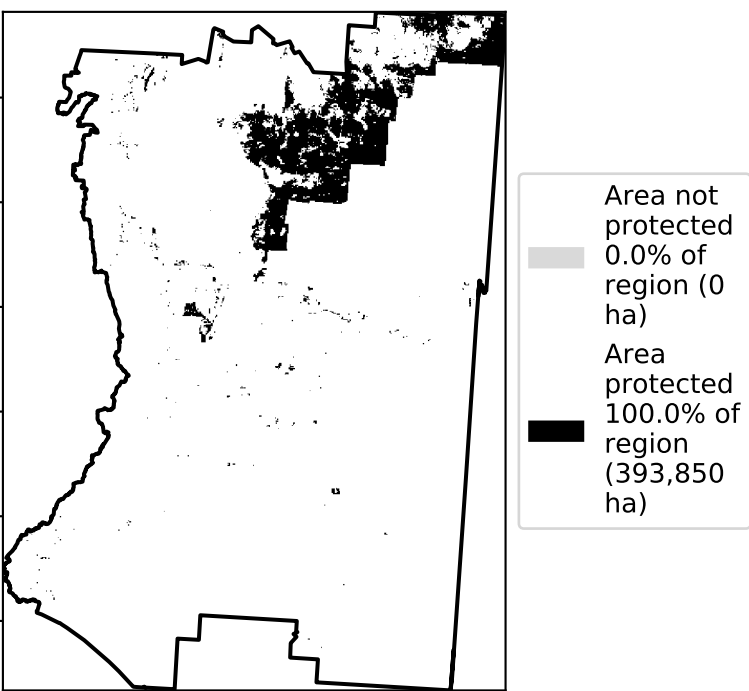 Area not
protected
0.0% of
region (0
ha)
Area
protected
100.0% of
region
(393,850
ha)